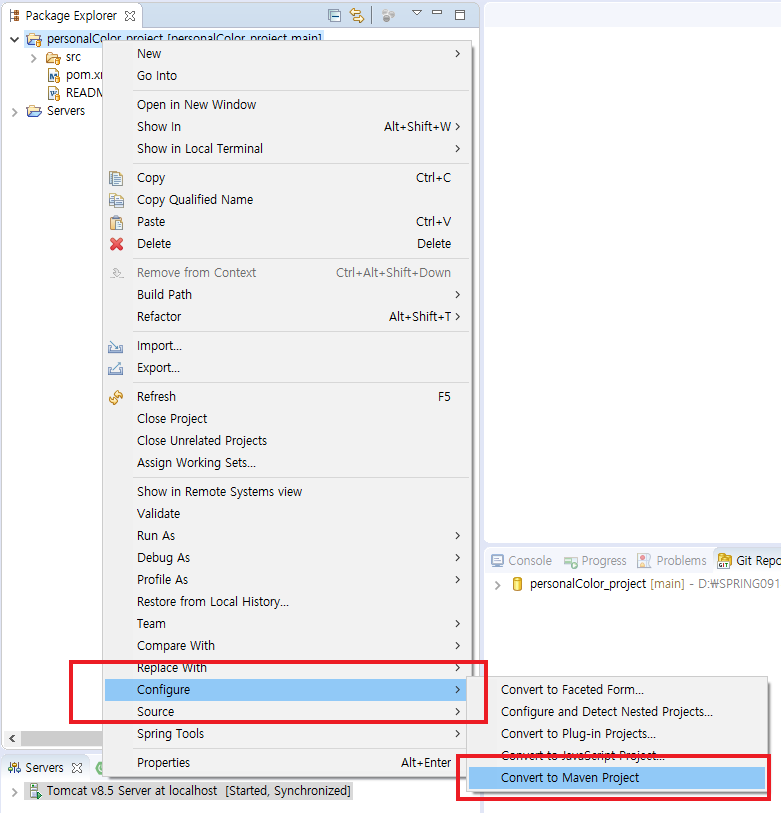 Package Explorer
personalColor_project [personalColor_project main]
src
pom.xm
READM
Servers
New
Go Into
Open in New Window
Show In Alt+Shift+W
Show in Local Terminal
Copy Ctrl+C
Copy Qualified Name
Paste Ctrl+V
Delete Delete
Remove from Context Ctrl+Alt+Shift+Down
Build Path
Refactor Alt+Shift+T
Import...
Export...
Refresh F5
Close Project
Close Unrelated Projects
Assign Working Sets...
Show in Remote Systems view
Validate
Run As
Debug As
Profile As
Restore from Local History...
Team
Compare With
Replace With
Configure
Source
Spring Tools
Properties Alt+Enter
Convert to Faceted Form...
Configure and Detect Nested Projects...
Convert to Plug-in Projects...
Convert to JavaScript Project...
Convert to Maven Project
Console Progress Problems Git Repo
personalColor_project [main] - D:₩SPRING091
Servers
Tomcat v8.5 Server at localhost [Started, Synchronized]